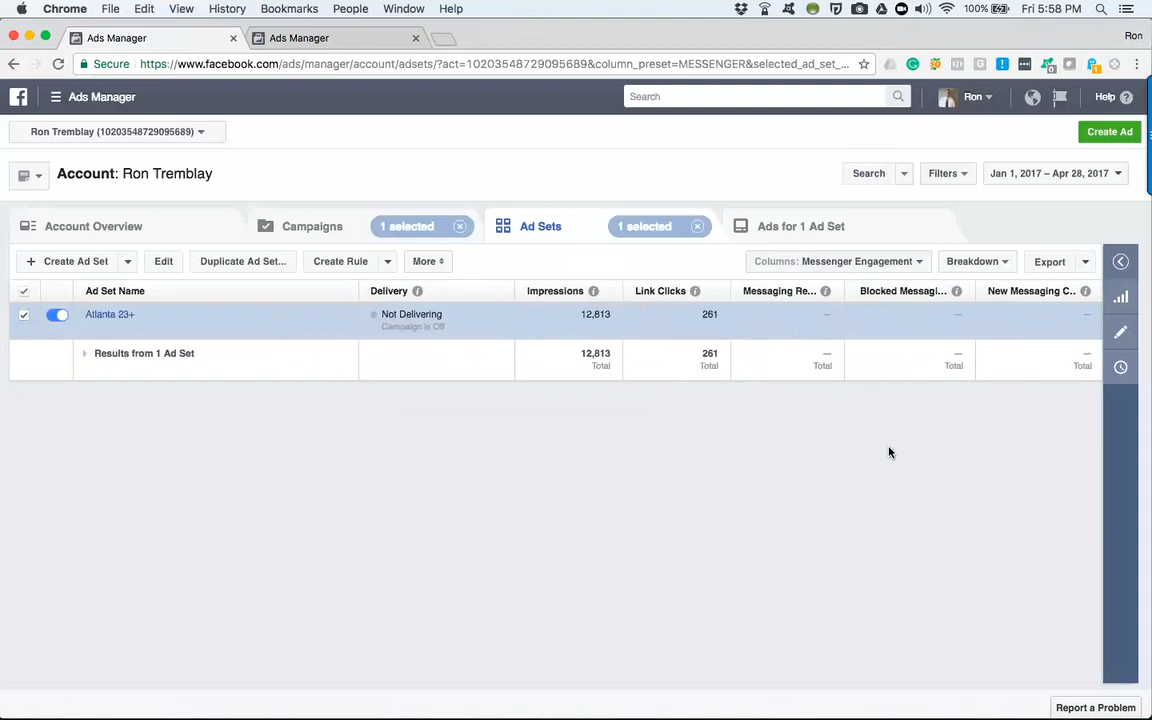 Chrome File Edit View History Bookmarks People Window Help 100% Fri 5:58 PM
Ads Manager Ads Manager Ron
Secure https://www.facebook.com/ads/manager/account/adsets/?act=10203548729095689&column_preset=MESSENGER&selected_ad_set_...
Ads Manager Search Ron Help
Ron Tremblay (10203548729095689) Create Ad
Account: Ron Tremblay Search Filters Jan 1, 2017 – Apr 28, 2017
Account Overview Campaigns 1 selected Ad Sets 1 selected Ads for 1 Ad Set
+ Create Ad Set Edit Duplicate Ad Set... Create Rule More Columns: Messenger Engagement Breakdown Export
Ad Set Name Delivery Impressions Link Clicks Messaging Re... Blocked Messagi... New Messaging C..
Atlanta 23+ Not Delivering 12,813 261 — — —
Campaign is Off
Results from 1 Ad Set 12,813 261 — — —
Total Total Total Total Total
Report a Problem